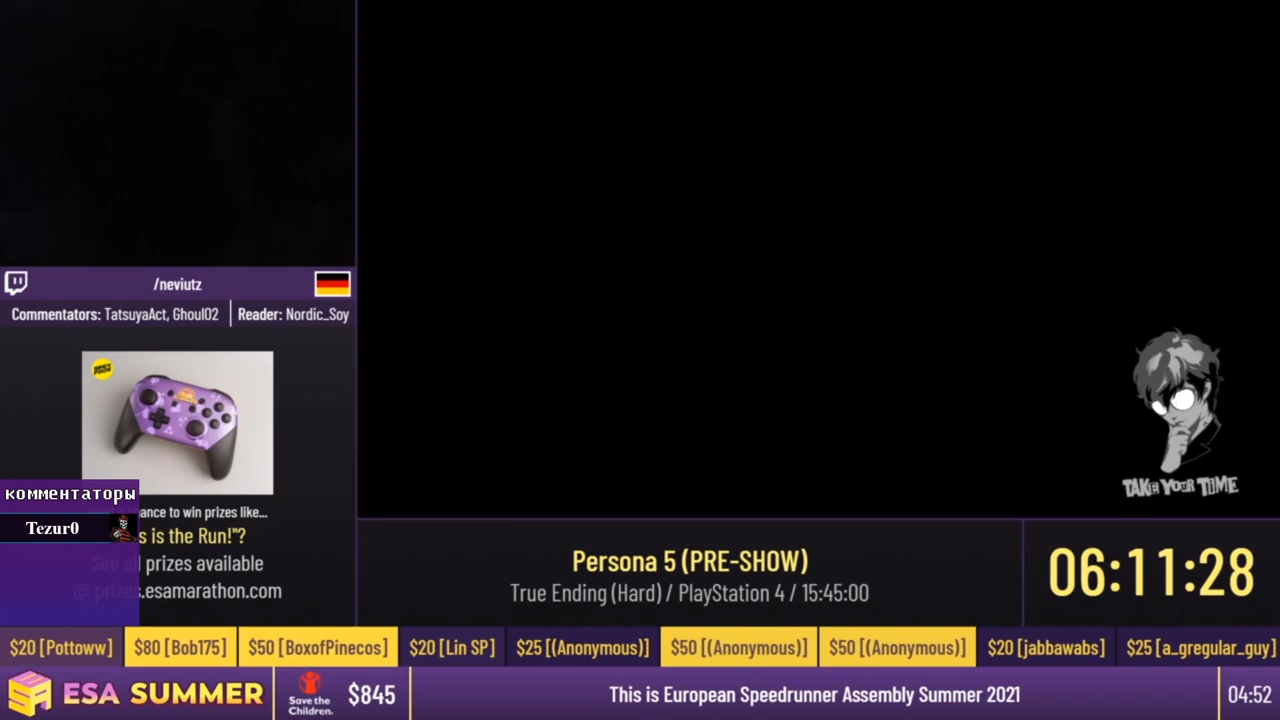 /neviutz
Commentators: TatsuyaAct, Ghoul02
Reader: Nordic_Soy
комментаторы
Tezur0
chance to win prizes like...
is the Run!"?
See all prizes available
@ prizes.esamarathon.com
TAKE YOUR TIME
Persona 5 (PRE-SHOW)
True Ending (Hard) / PlayStation 4 / 15:45:00
06:11:28
$20 [Pottoww]
$80 [Bob175]
$50 [BoxofPinecos]
$20 [Lin SP]
$25 [(Anonymous)]
$50 [(Anonymous)]
$50 [(Anonymous)]
$20 [jabbawabs]
$25 [a_gregular_guy]
ESA SUMMER
Save the
Children.
$845
This is European Speedrunner Assembly Summer 2021
04:52